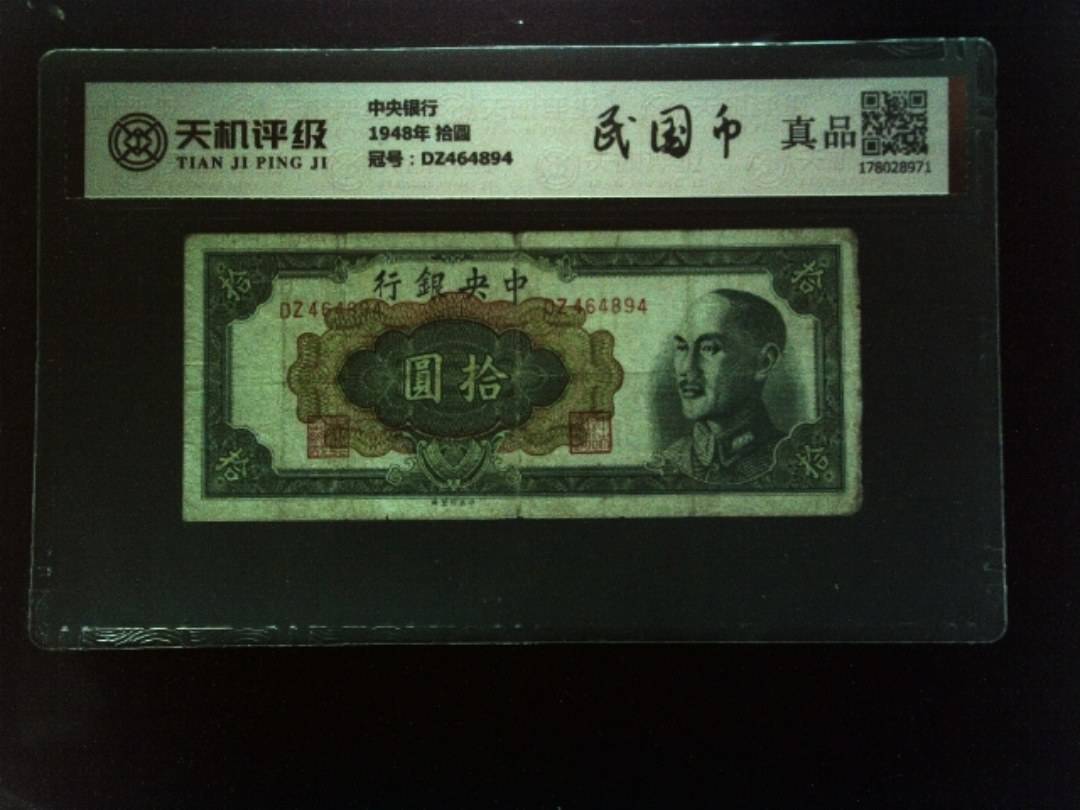 天机评级
TIAN JI PING JI
中央银行
1948年 拾圓
冠号：DZ464894
民国币
真品
178028971
拾
拾
行銀央中
DZ464894
DZ464894
圓拾
拾
拾